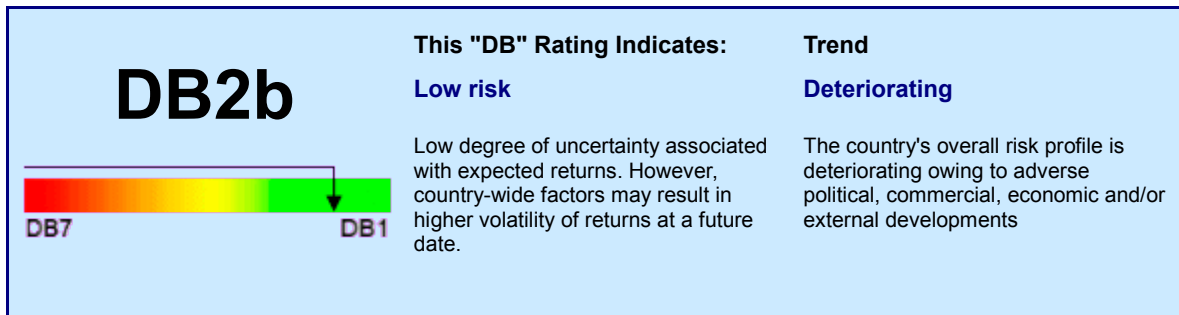 DB2b
DB7
DB1
This "DB" Rating Indicates:
Low risk
Low degree of uncertainty associated
with expected returns. However,
country-wide factors may result in
higher volatility of returns at a future
date.
Trend
Deteriorating
The country's overall risk profile is
deteriorating owing to adverse
political, commercial, economic and/or
external developments